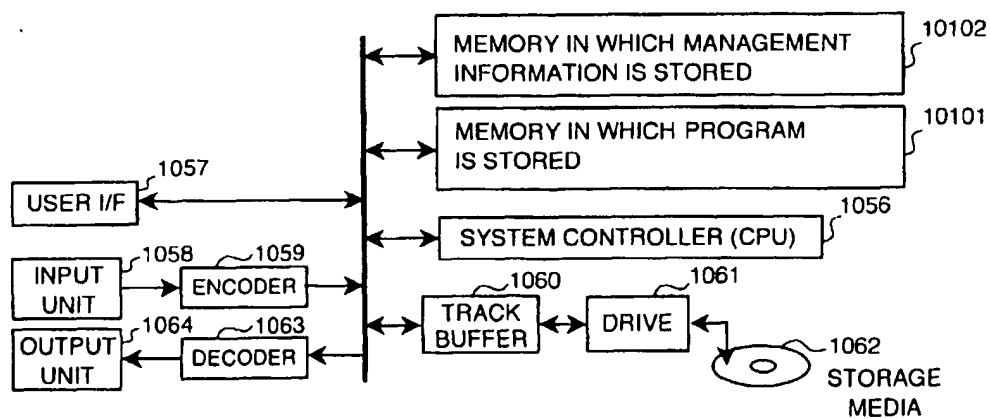 MEMORY IN WHICH MANAGEMENT
INFORMATION IS STORED
10102
MEMORY IN WHICH PROGRAM
IS STORED
10101
1057
USER I/F
1056
SYSTEM CONTROLLER (CPU)
1058
INPUT
UNIT
1059
ENCODER
1060
TRACK
BUFFER
1061
DRIVE
1064
OUTPUT
UNIT
1063
DECODER
1062
STORAGE
MEDIA